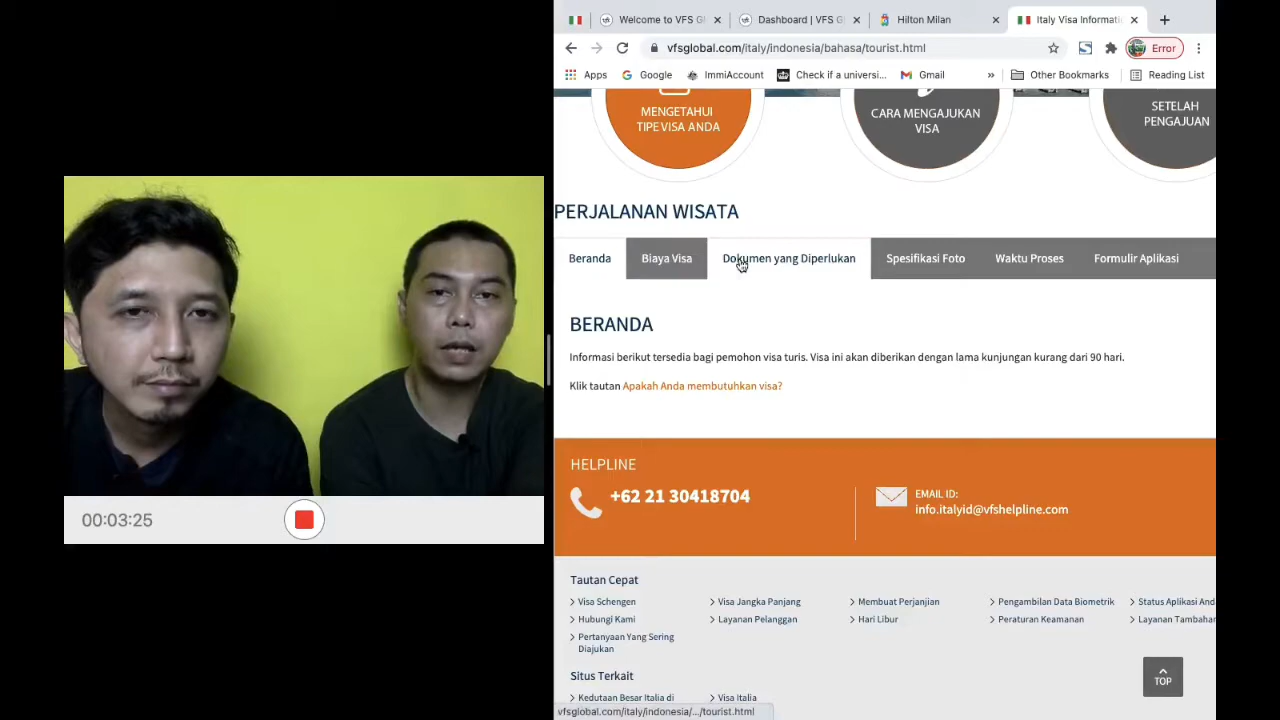 Welcome to VFS Gl
Dashboard | VFS G
Hilton Milan
Italy Visa Informati
vfsglobal.com/italy/indonesia/bahasa/tourist.html
Error
Apps
Google
ImmiAccount
Check if a universi...
Gmail
»
Other Bookmarks
Reading List
MENGETAHUI
TIPE VISA ANDA
CARA MENGAJUKAN
VISA
SETELAH
PENGAJUAN
PERJALANAN WISATA
Beranda
Biaya Visa
Dokumen yang Diperlukan
Spesifikasi Foto
Waktu Proses
Formulir Aplikasi
BERANDA
Informasi berikut tersedia bagi pemohon visa turis. Visa ini akan diberikan dengan lama kunjungan kurang dari 90 hari.
Klik tautan Apakah Anda membutuhkan visa?
HELPLINE
+62 21 30418704
EMAIL ID:
info.italyid@vfshelpline.com
00:03:25
Tautan Cepat
Visa Schengen
Visa Jangka Panjang
Membuat Perjanjian
Pengambilan Data Biometrik
Status Aplikasi And
Hubungi Kami
Layanan Pelanggan
Hari Libur
Peraturan Keamanan
Layanan Tambahan
Pertanyaan Yang Sering
Diajukan
Situs Terkait
Kedutaan Besar Italia di
Visa Italia
TOP
vfsglobal.com/italy/indonesia/.../tourist.html